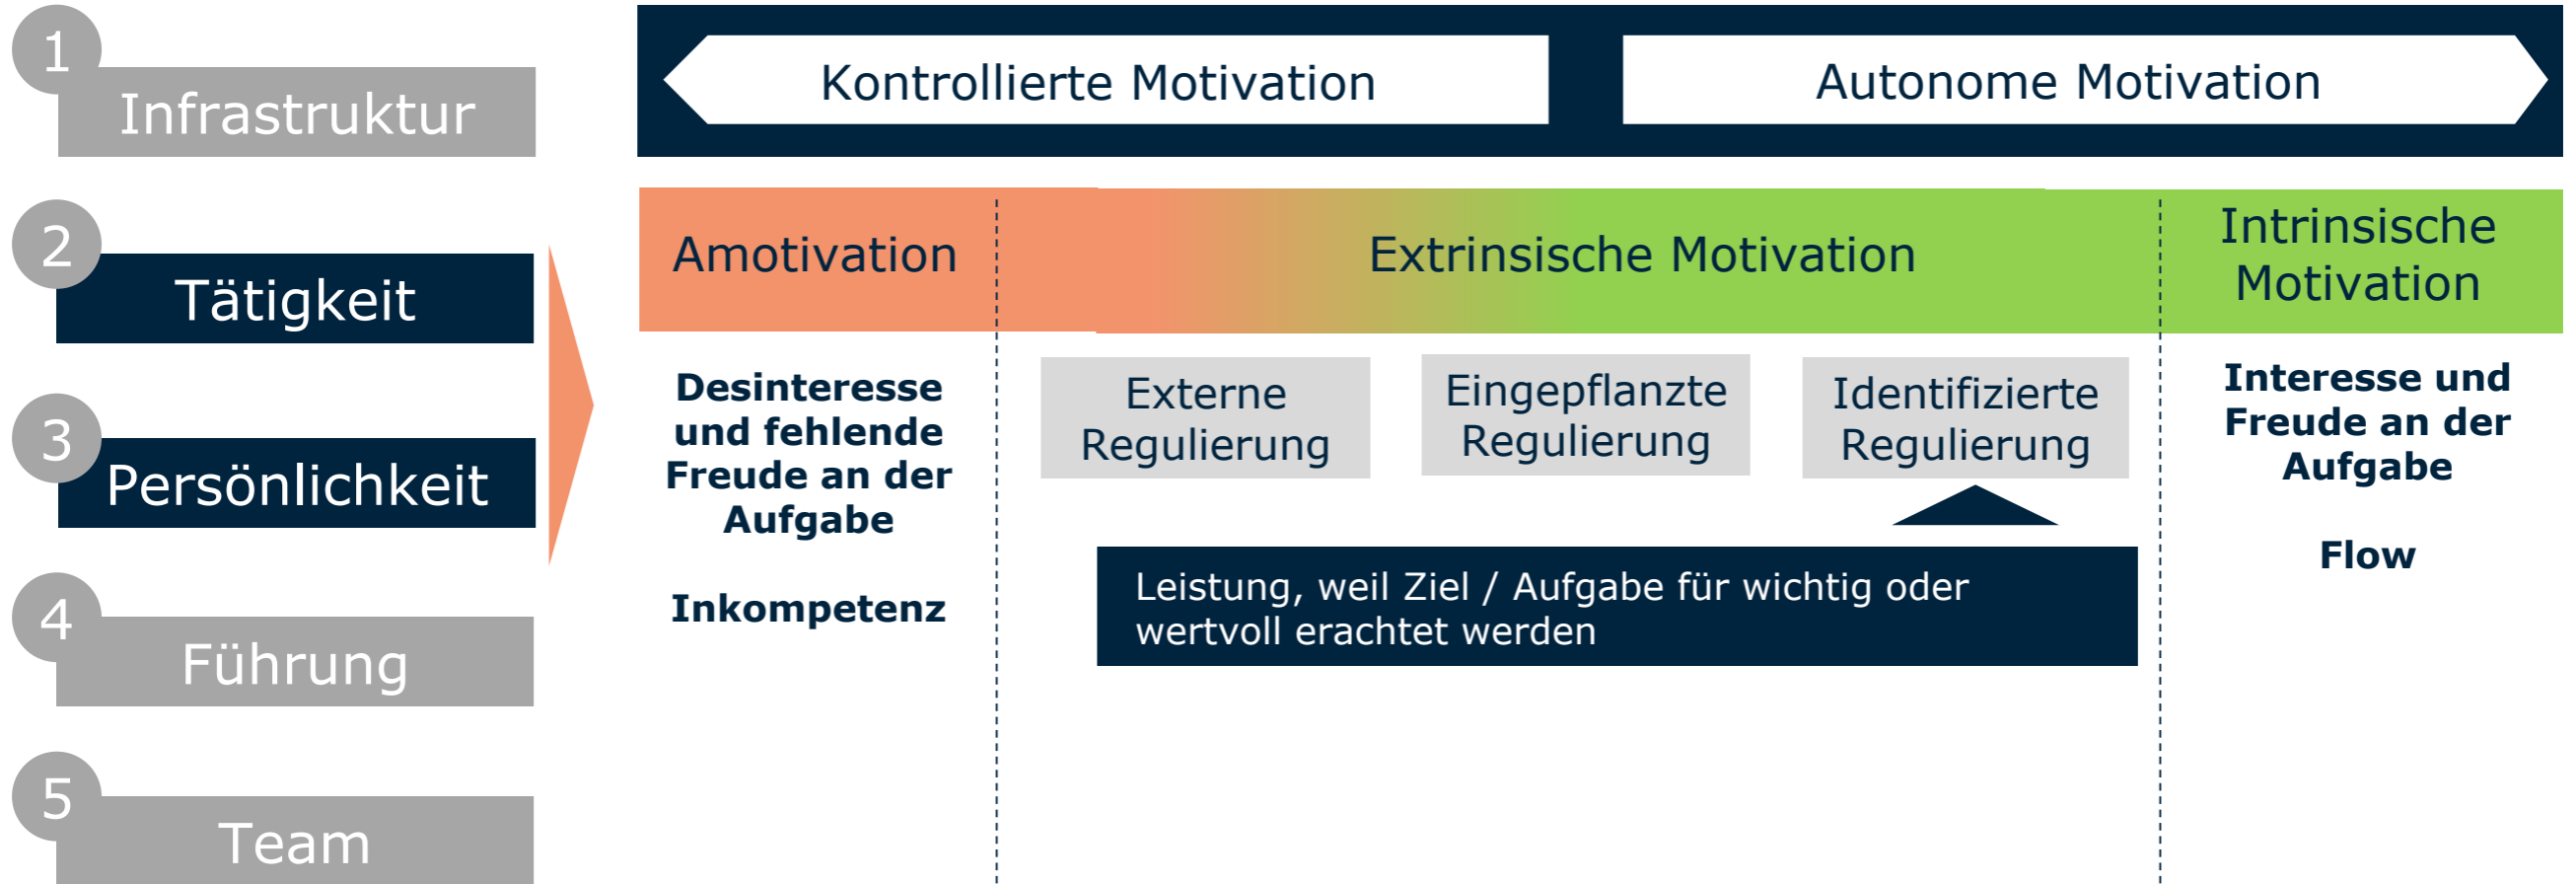 1
Infrastruktur
2
Tätigkeit
3
Persönlichkeit
4
Führung
5
Team
Kontrollierte Motivation
Autonome Motivation
Amotivation
Extrinsische Motivation
Intrinsische
Motivation
Desinteresse
und fehlende
Freude an der
Aufgabe
Inkompetenz
Externe
Regulierung
Eingepflanzte
Regulierung
Identifizierte
Regulierung
Leistung, weil Ziel / Aufgabe für wichtig oder
wertvoll erachtet werden
Interesse und
Freude an der
Aufgabe
Flow